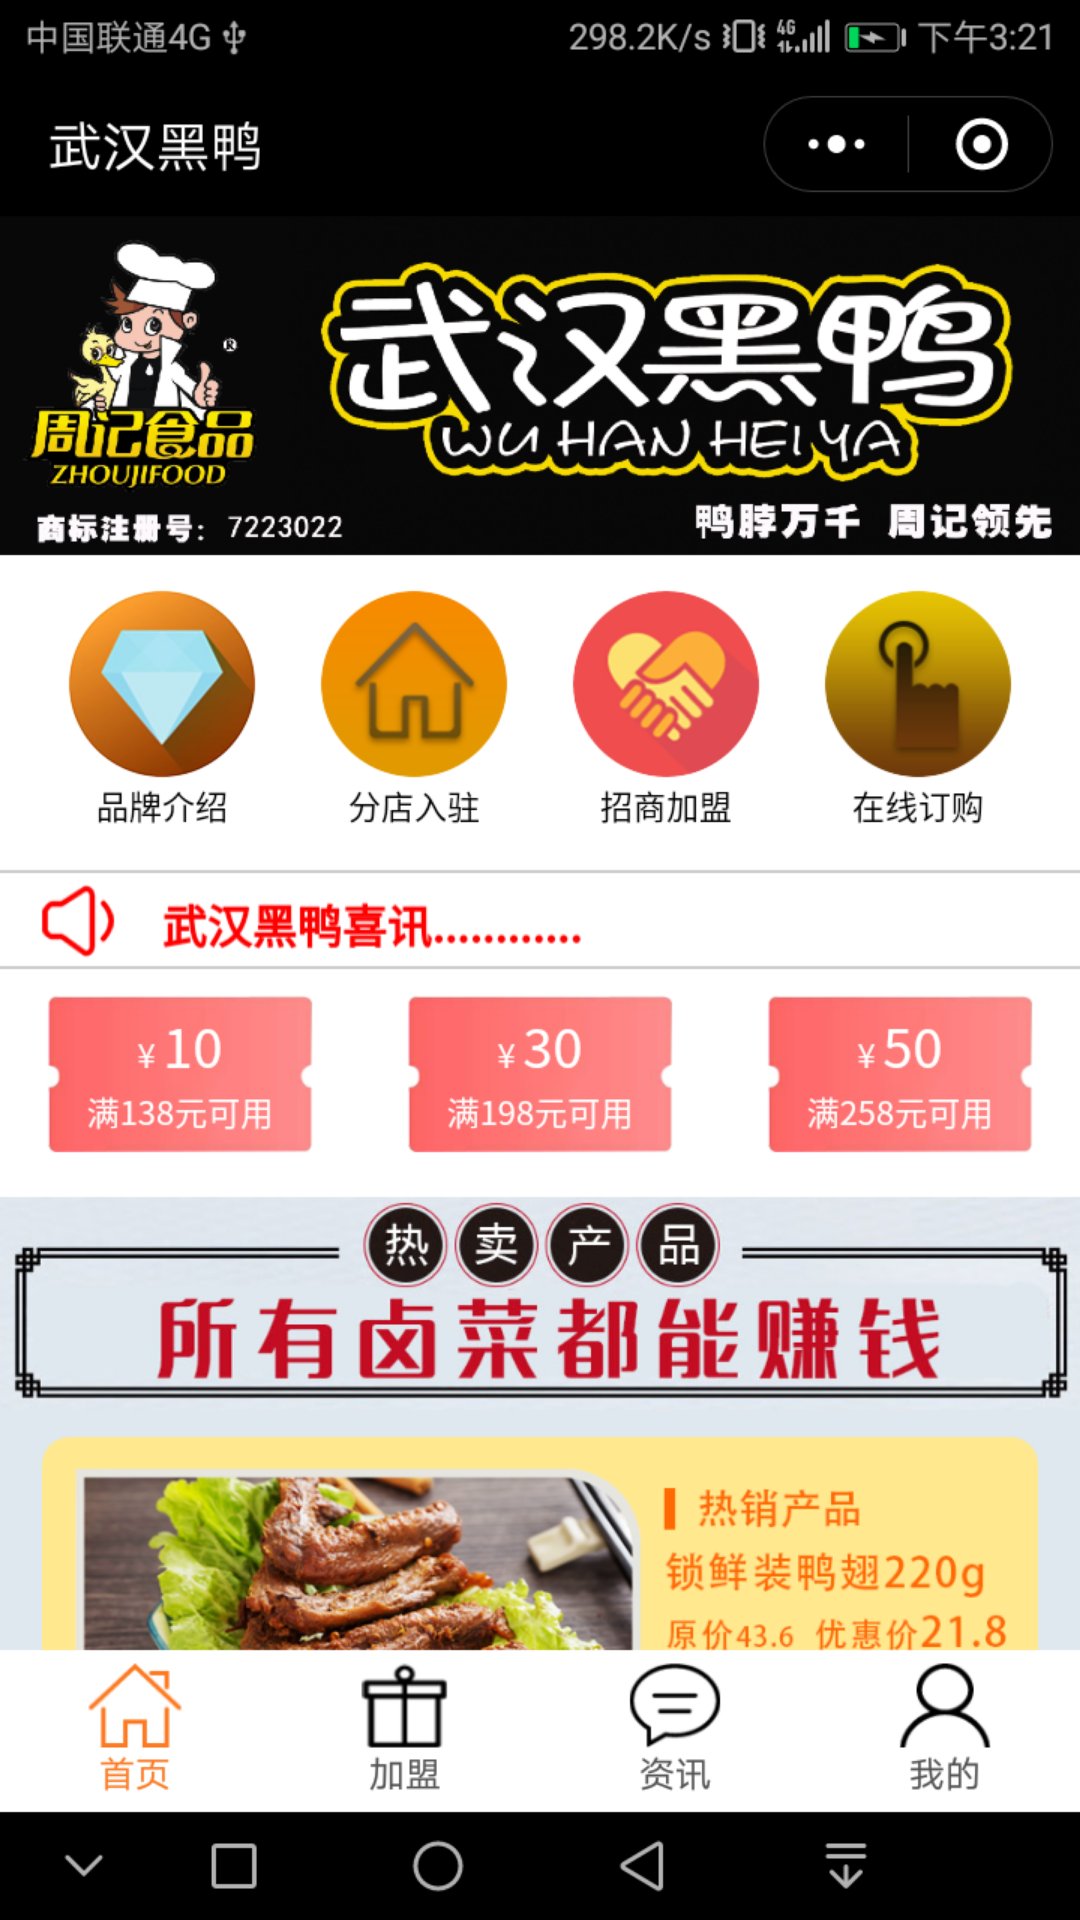 中国联通4G 298.2K/s 4G 下午3:21
武汉黑鸭
武汉黑鸭
WU HAN HEI YA
®
周记食品
ZHOUJIFOOD
商标注册号: 7223022
鸭脖万千 周记领先
品牌介绍 分店入驻 招商加盟 在线订购
武汉黑鸭喜讯............
¥10 ¥30 ¥50
满138元可用 满198元可用 满258元可用
热卖产品
所有卤菜都能赚钱
热销产品
锁鲜装鸭翅220g
原价43.6 优惠价21.8
首页 加盟 资讯 我的